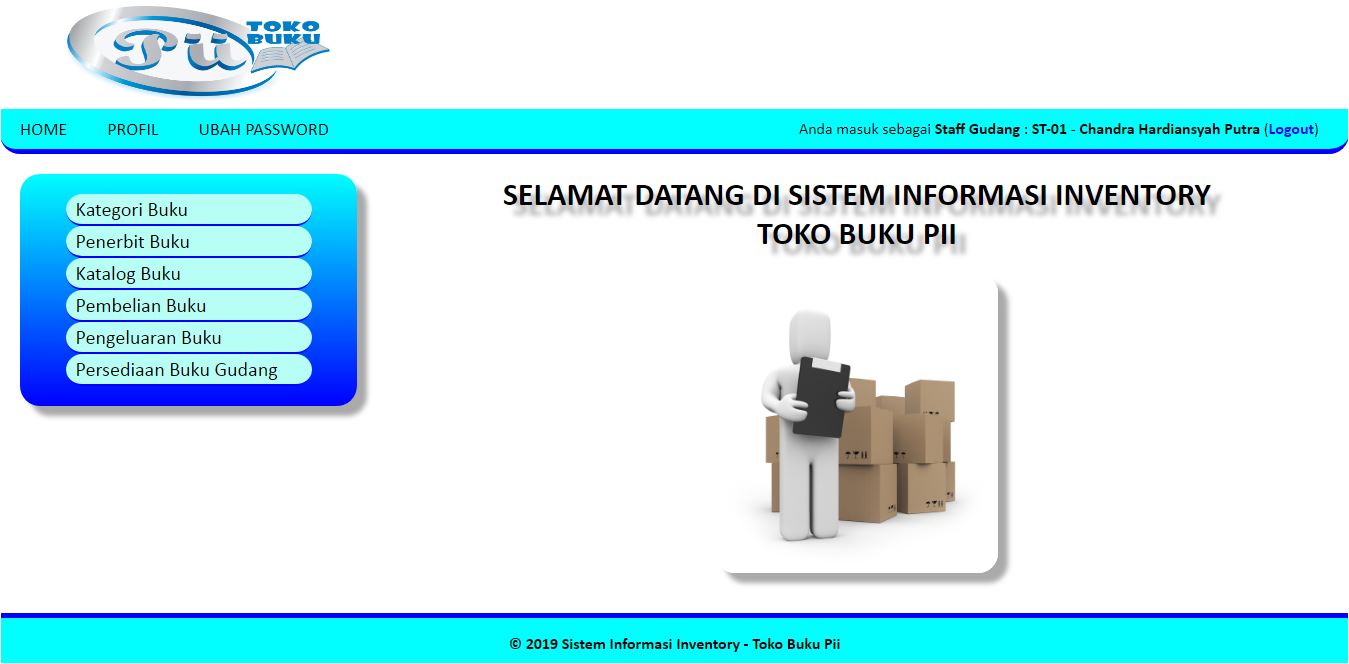 Pii TOKO
BUKU
HOME PROFIL UBAH PASSWORD Anda masuk sebagai Staff Gudang : ST-01 - Chandra Hardiansyah Putra (Logout)
Kategori Buku
Penerbit Buku
Katalog Buku
Pembelian Buku
Pengeluaran Buku
Persediaan Buku Gudang
SELAMAT DATANG DI SISTEM INFORMASI INVENTORY
TOKO BUKU PII
© 2019 Sistem Informasi Inventory - Toko Buku Pii